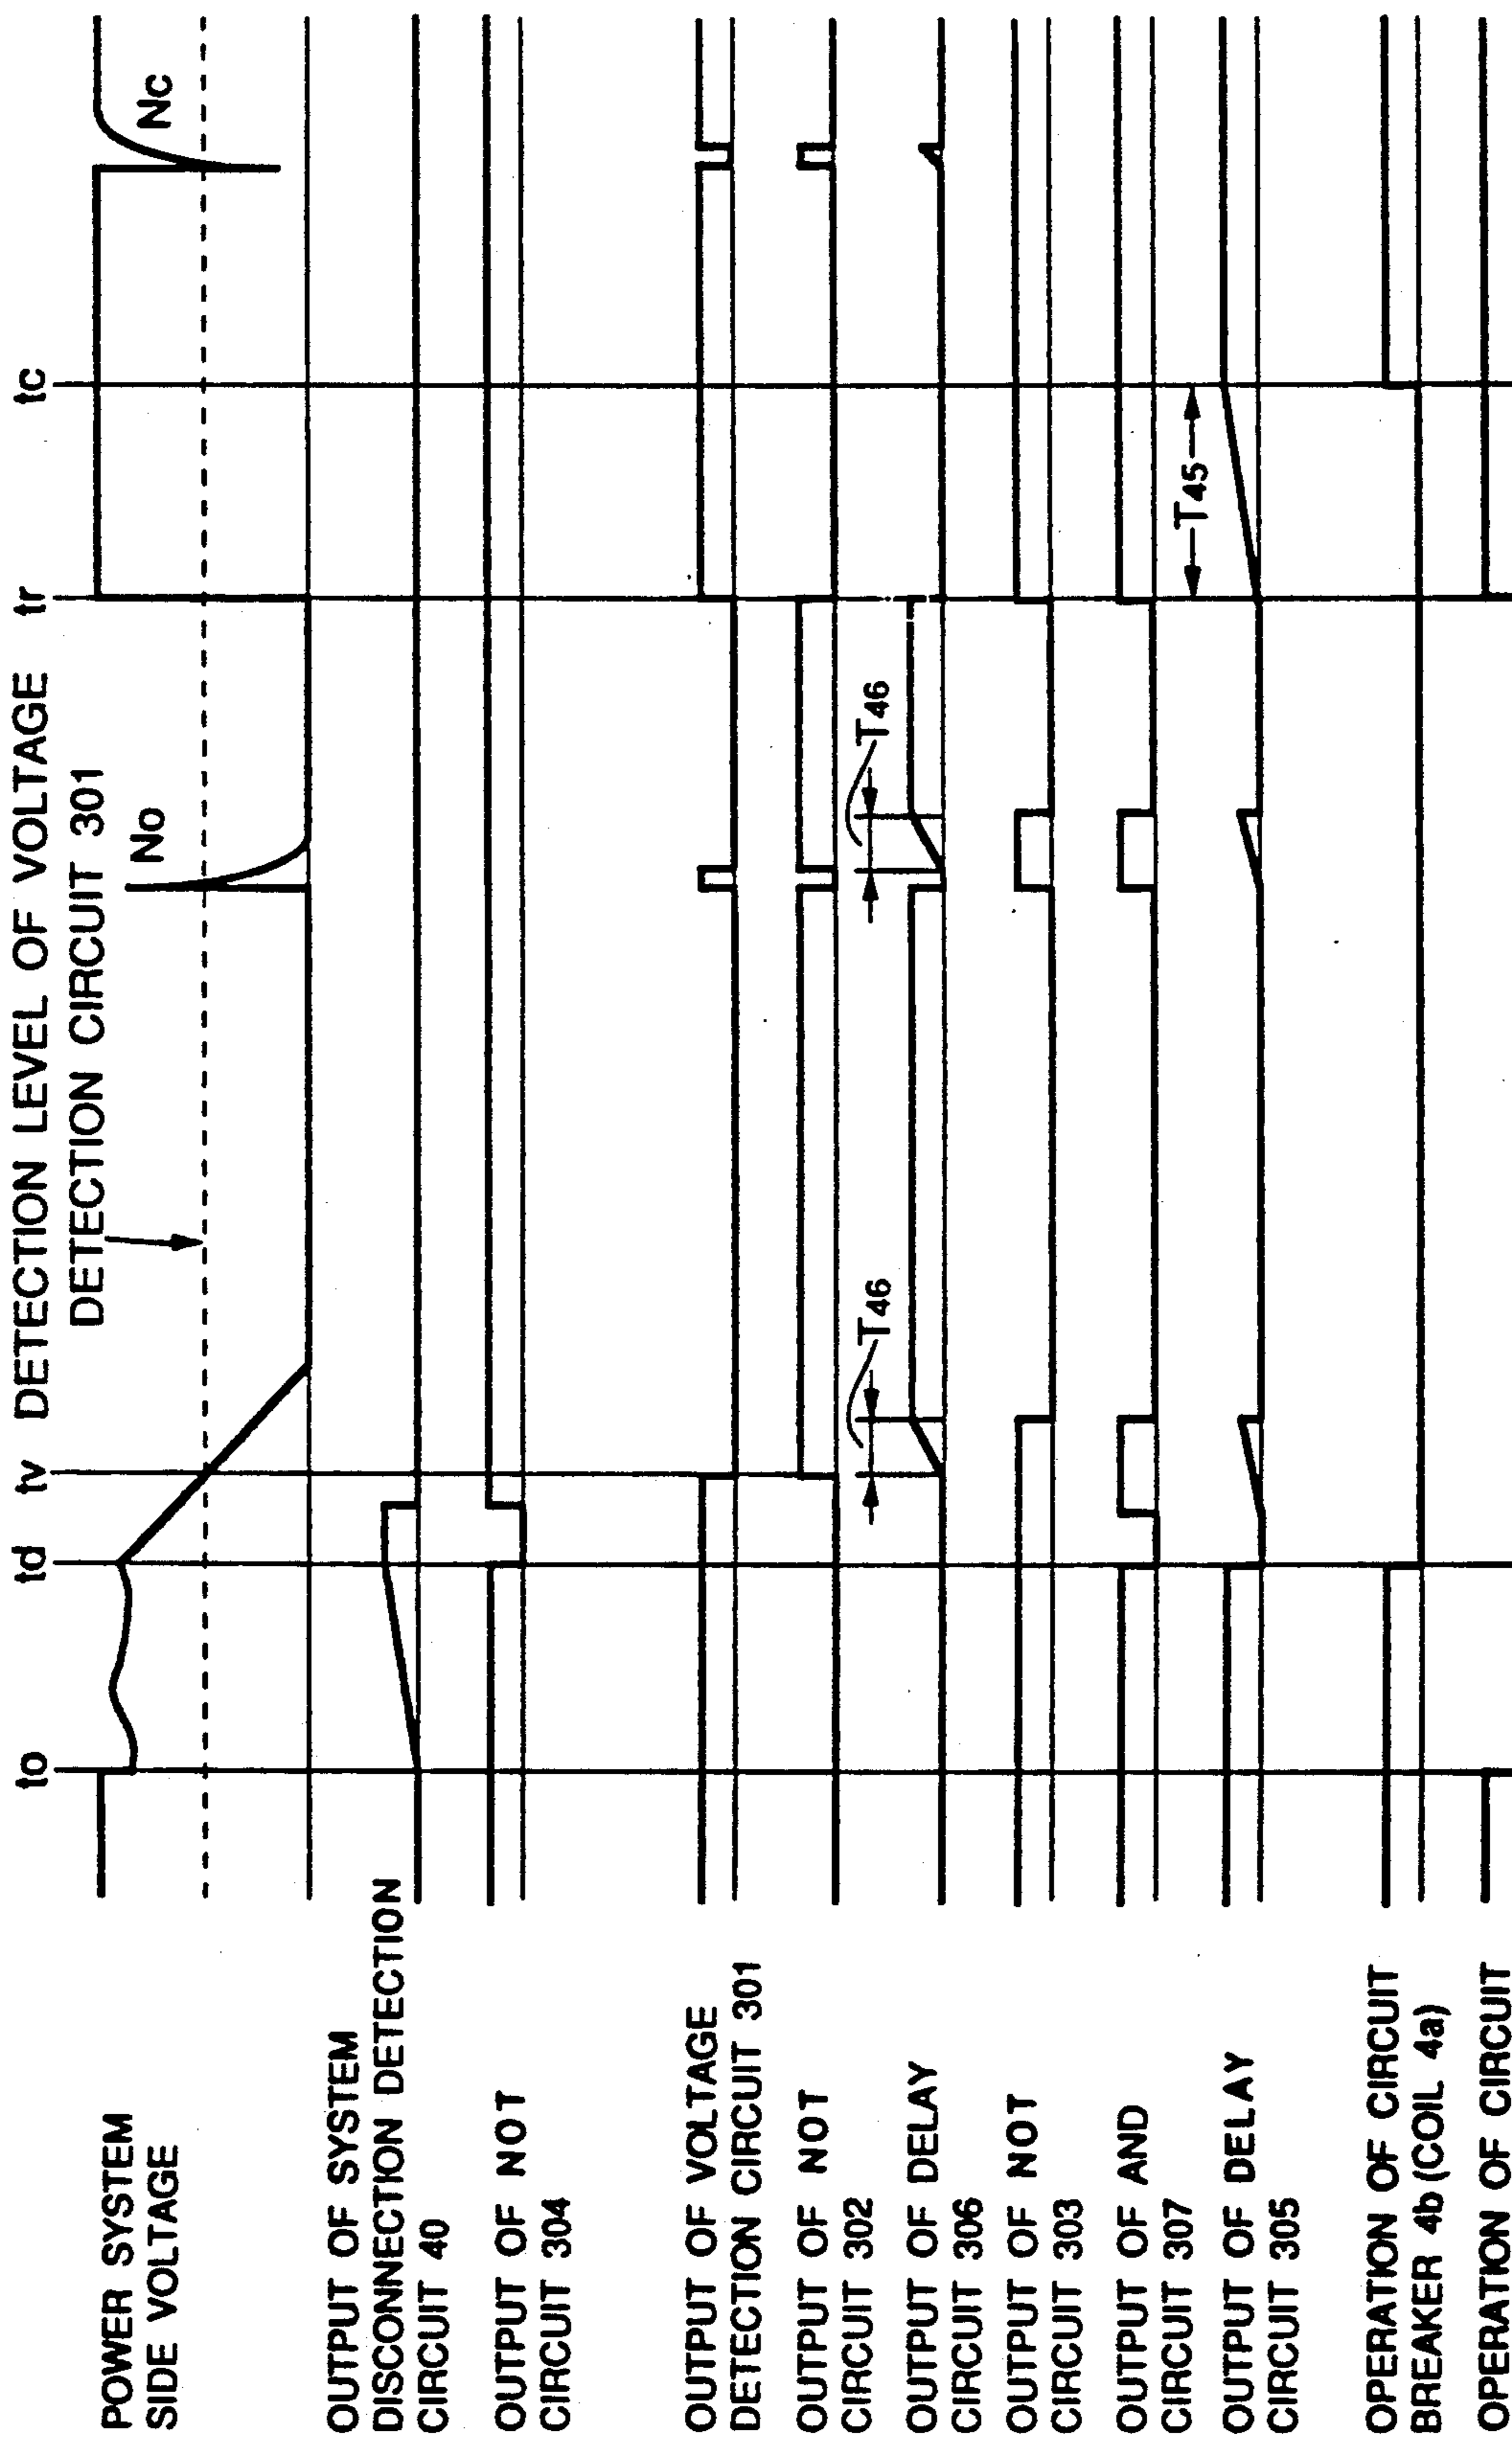 to td tv DETECTION LEVEL OF VOLTAGE tr tc
DETECTION CIRCUIT 301
No
Nc
POWER SYSTEM
SIDE VOLTAGE
OUTPUT OF SYSTEM
DISCONNECTION DETECTION
CIRCUIT 40
OUTPUT OF NOT
CIRCUIT 304
OUTPUT OF VOLTAGE
DETECTION CIRCUIT 301
OUTPUT OF NOT
CIRCUIT 302
T46
T46
OUTPUT OF DELAY
CIRCUIT 306
OUTPUT OF NOT
CIRCUIT 303
OUTPUT OF AND
CIRCUIT 307
T45
OUTPUT OF DELAY
CIRCUIT 305
OPERATION OF CIRCUIT
BREAKER 4b (COIL 4a)
OPERATION OF CIRCUIT